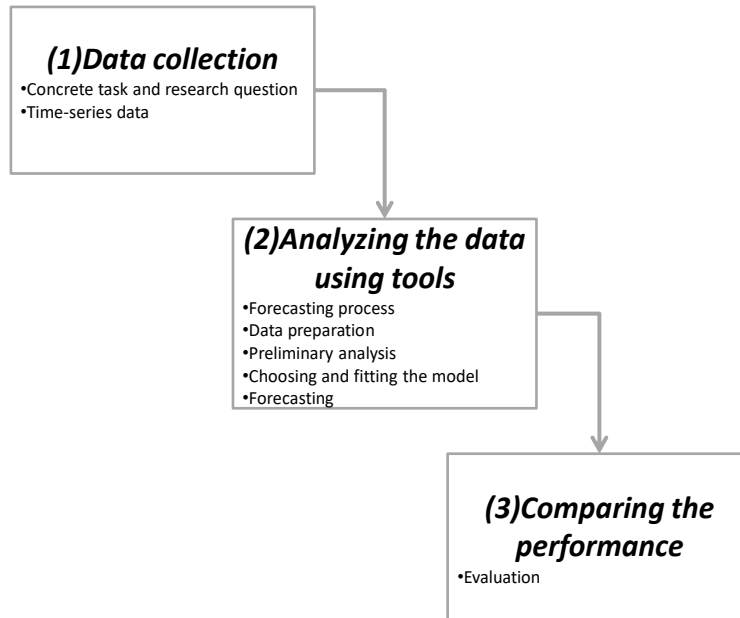 (1)Data collection
•Concrete task and research question
•Time-series data
(2)Analyzing the data
using tools
•Forecasting process
•Data preparation
•Preliminary analysis
•Choosing and fitting the model
•Forecasting
(3)Comparing the
performance
•Evaluation